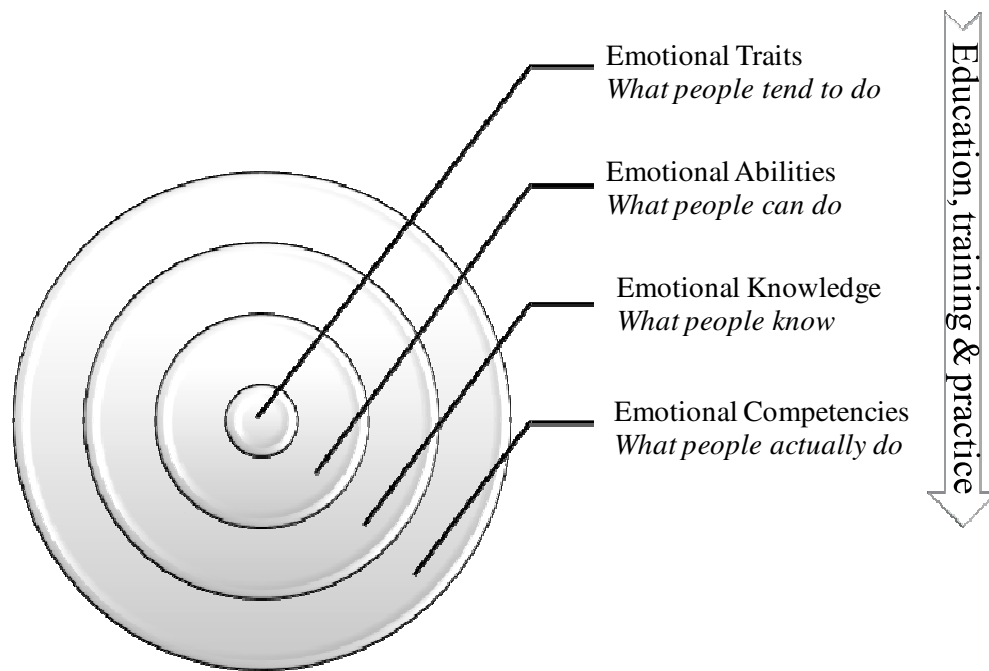 Emotional Traits
What people tend to do
Emotional Abilities
What people can do
Emotional Knowledge
What people know
Emotional Competencies
What people actually do
Education, training & practice